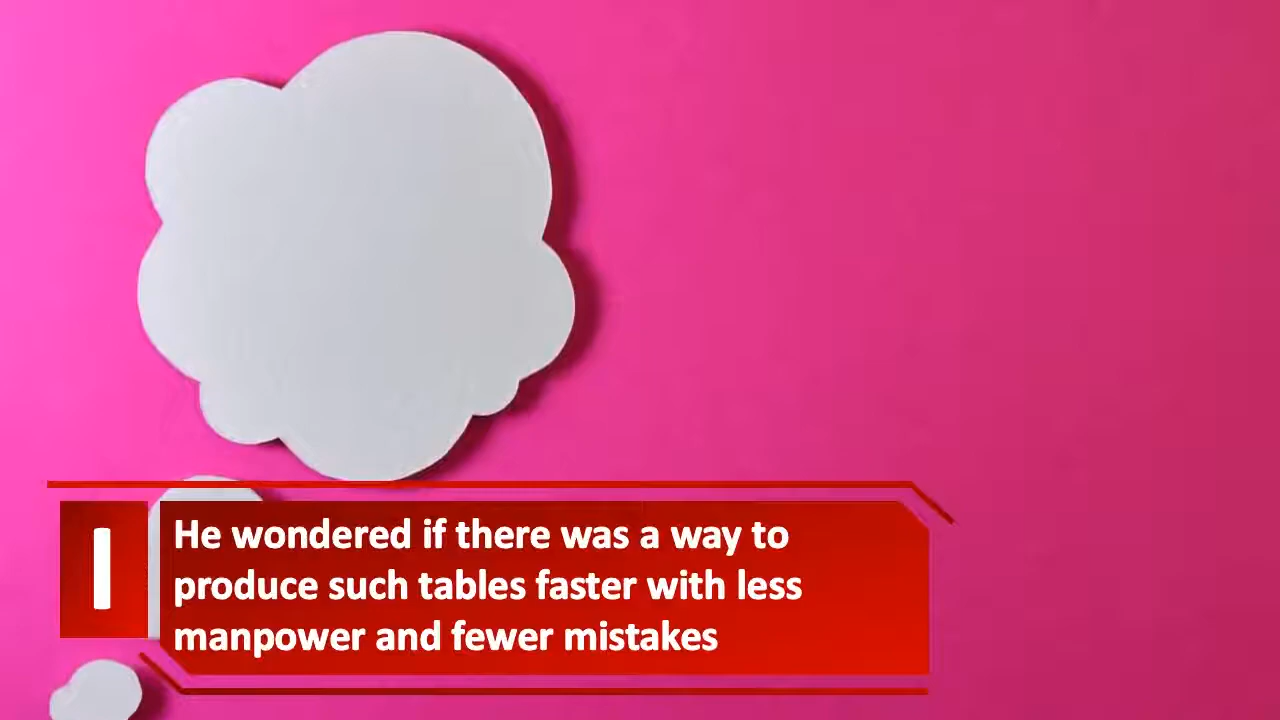 I
He wondered if there was a way to
produce such tables faster with less
manpower and fewer mistakes